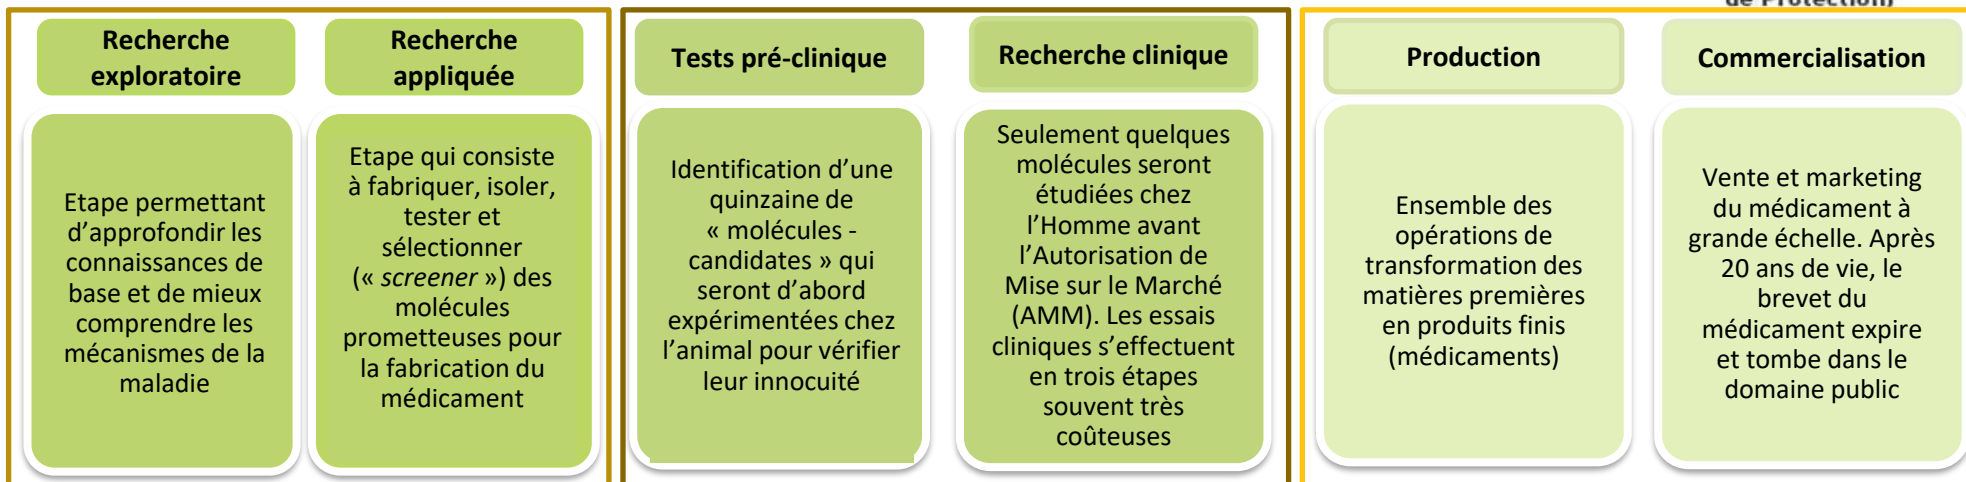 de Protection)
Recherche
exploratoire
Etape permettant
d’approfondir les
connaissances de
base et de mieux
comprendre les
mécanismes de la
maladie
Recherche
appliquée
Etape qui consiste
à fabriquer, isoler,
tester et
sélectionner
(« screener ») des
molécules
prometteuses pour
la fabrication du
médicament
Tests pré-clinique
Identification d’une
quinzaine de
« molécules -
candidates » qui
seront d’abord
expérimentées chez
l’animal pour vérifier
leur innocuité
Recherche clinique
Seulement quelques
molécules seront
étudiées chez
l’Homme avant
l’Autorisation de
Mise sur le Marché
(AMM). Les essais
cliniques s’effectuent
en trois étapes
souvent très
coûteuses
Production
Ensemble des
opérations de
transformation des
matières premières
en produits finis
(médicaments)
Commercialisation
Vente et marketing
du médicament à
grande échelle. Après
20 ans de vie, le
brevet du
médicament expire
et tombe dans le
domaine public